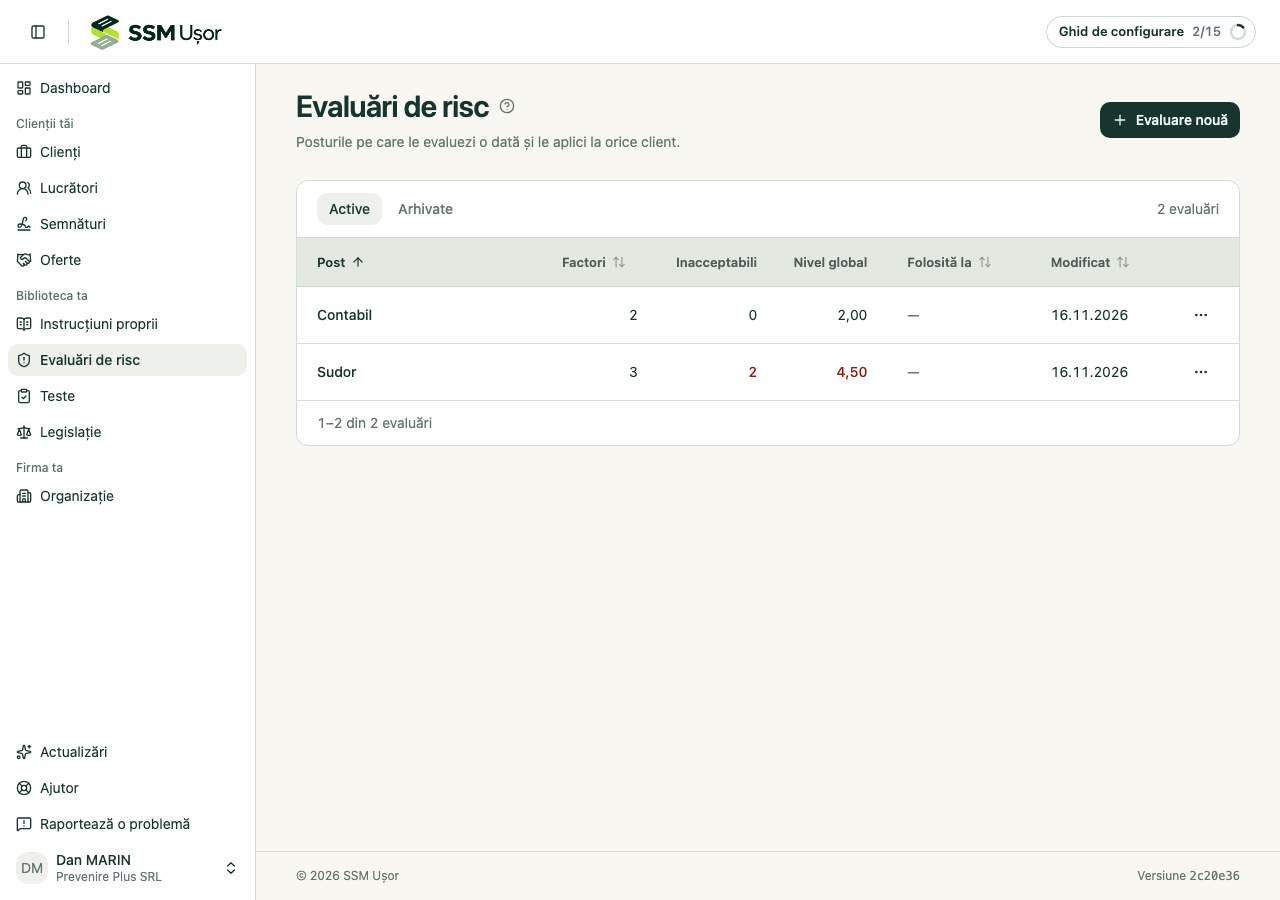 SSM Ușor
Ghid de configurare 2/15
Dashboard
Clienții tăi
Clienți
Lucrători
Semnături
Oferte
Biblioteca ta
Instrucțiuni proprii
Evaluări de risc
Teste
Legislație
Firma ta
Organizație
Actualizări
Ajutor
Raportează o problemă
DM
Dan MARIN
Prevenire Plus SRL
Evaluări de risc
Posturile pe care le evaluezi o dată și le aplici la orice client.
Evaluare nouă
Active Arhivate 2 evaluări
Post Factori Inacceptabili Nivel global Folosită la Modificat
Contabil 2 0 2,00 — 16.11.2026
Sudor 3 2 4,50 — 16.11.2026
1–2 din 2 evaluări
© 2026 SSM Ușor Versiune 2c20e36